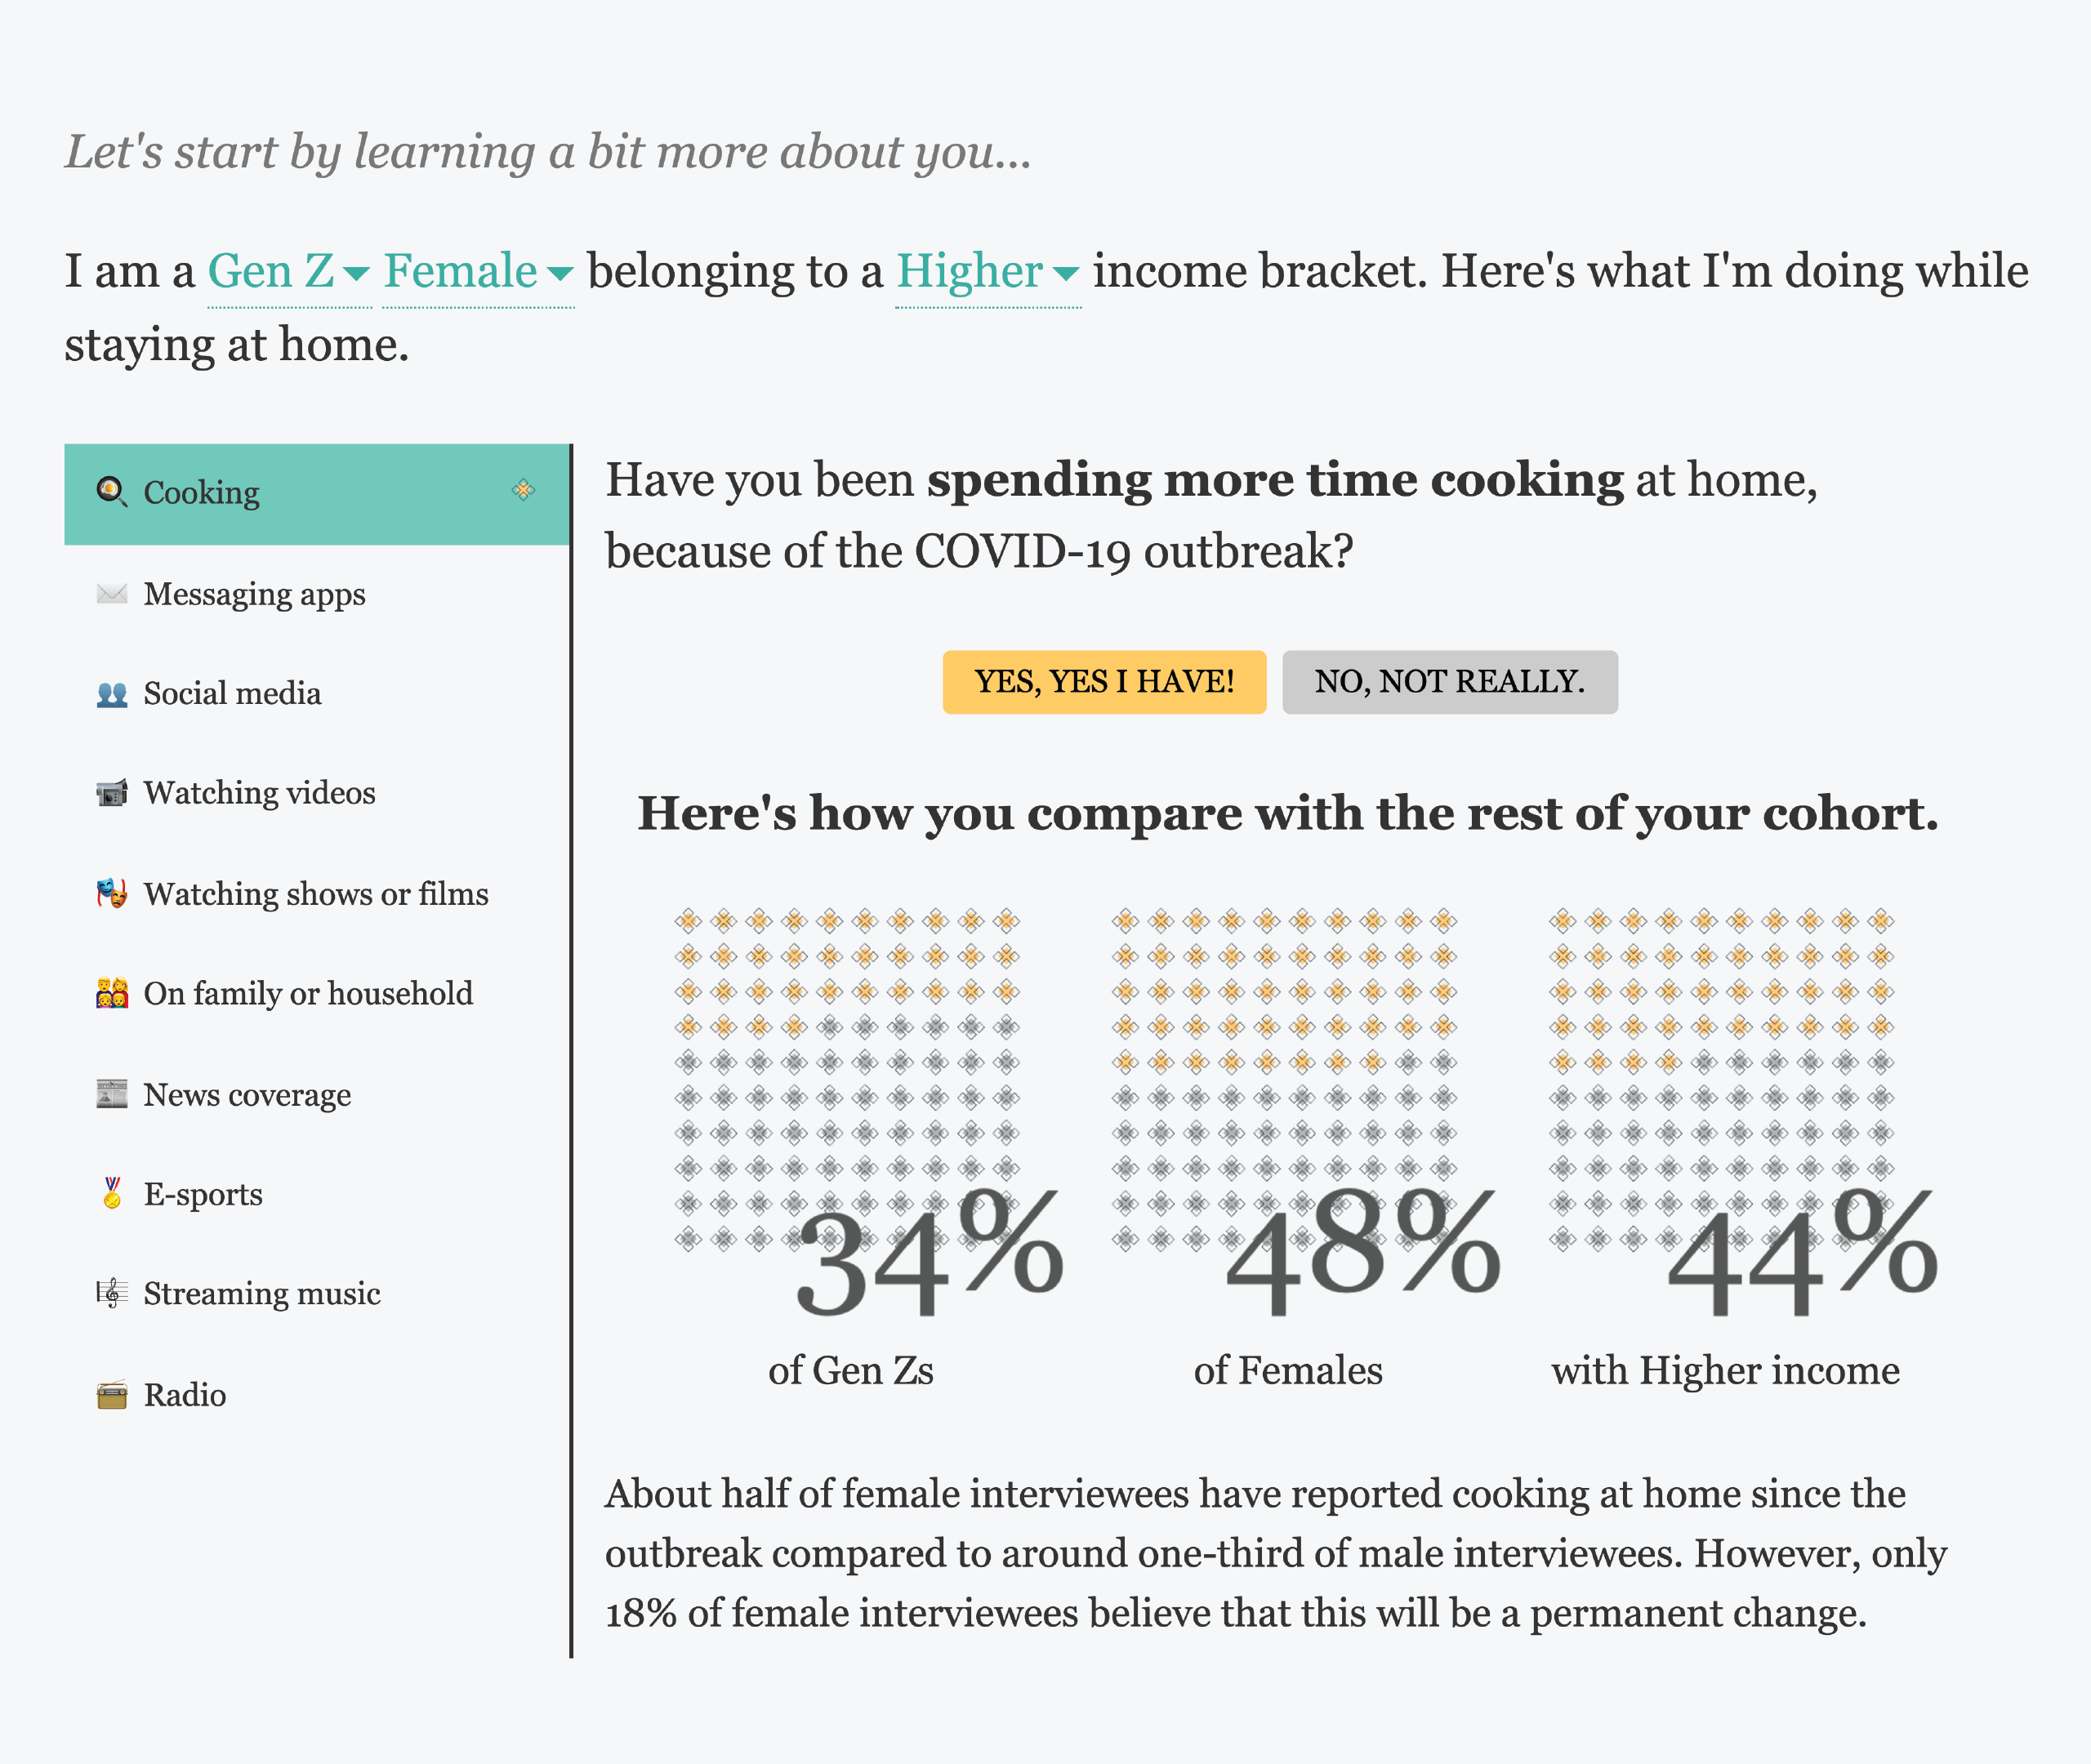 Let's start by learning a bit more about you...
I am a Gen Z Female belonging to a Higher income bracket. Here's what I'm doing while
staying at home.
Cooking
Messaging apps
Social media
Watching videos
Watching shows or films
On family or household
News coverage
E-sports
Streaming music
Radio
Have you been spending more time cooking at home,
because of the COVID-19 outbreak?
YES, YES I HAVE! NO, NOT REALLY.
Here's how you compare with the rest of your cohort.
34% 48% 44%
of Gen Zs of Females with Higher income
About half of female interviewees have reported cooking at home since the
outbreak compared to around one-third of male interviewees. However, only
18% of female interviewees believe that this will be a permanent change.